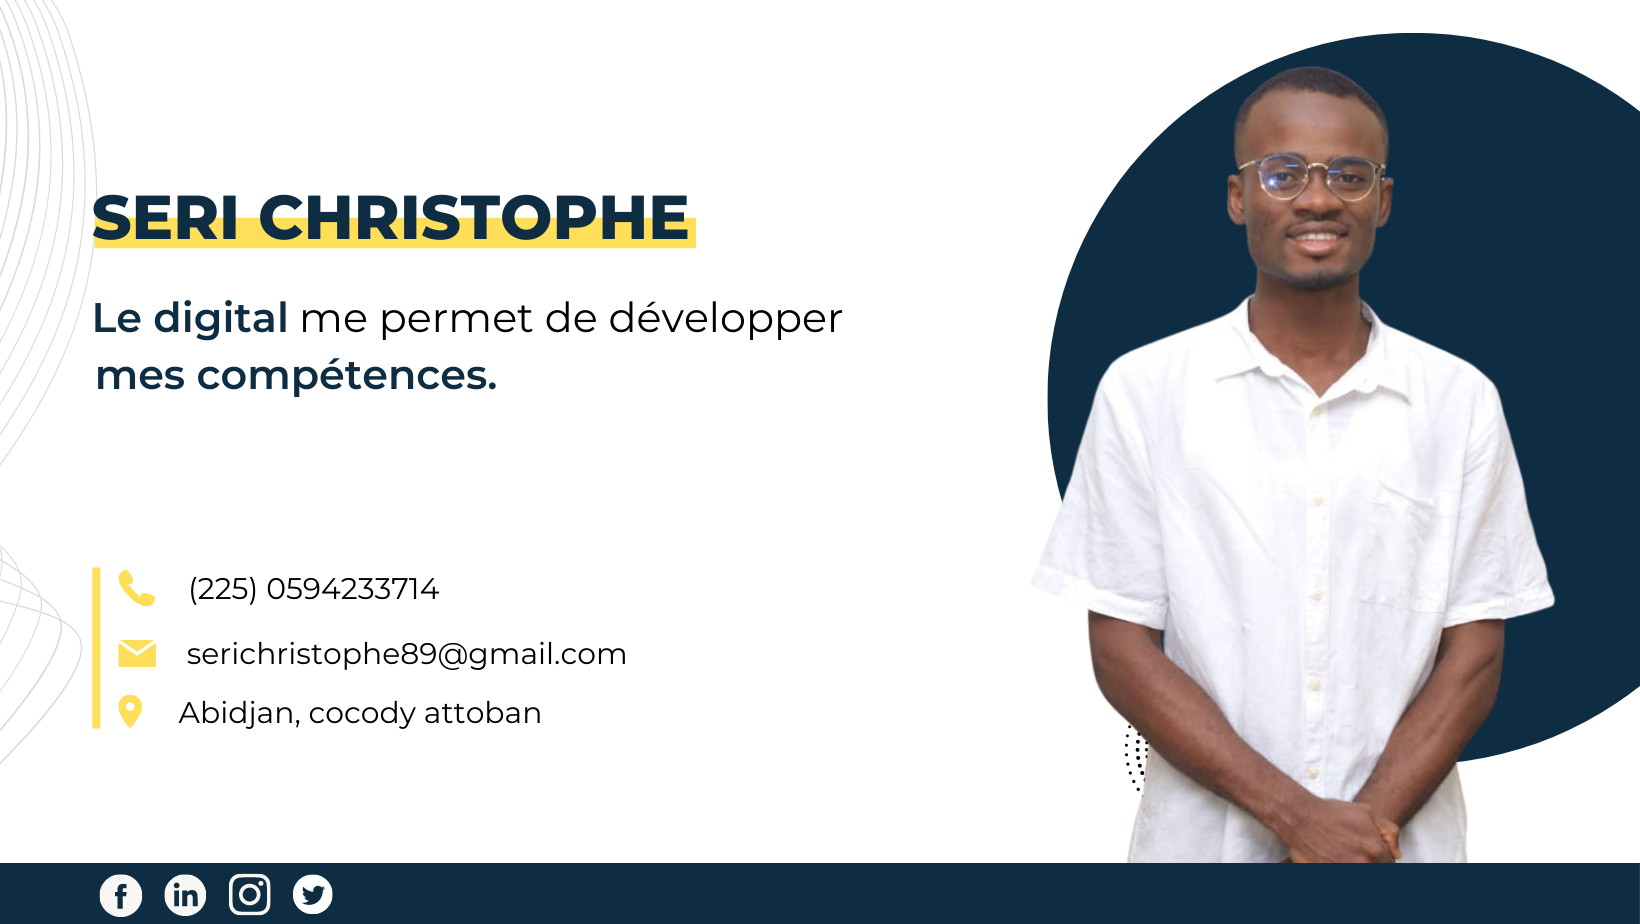 SERI CHRISTOPHE
Le digital me permet de développer
mes compétences.
(225) 0594233714
serichristophe89@gmail.com
Abidjan, cocody attoban